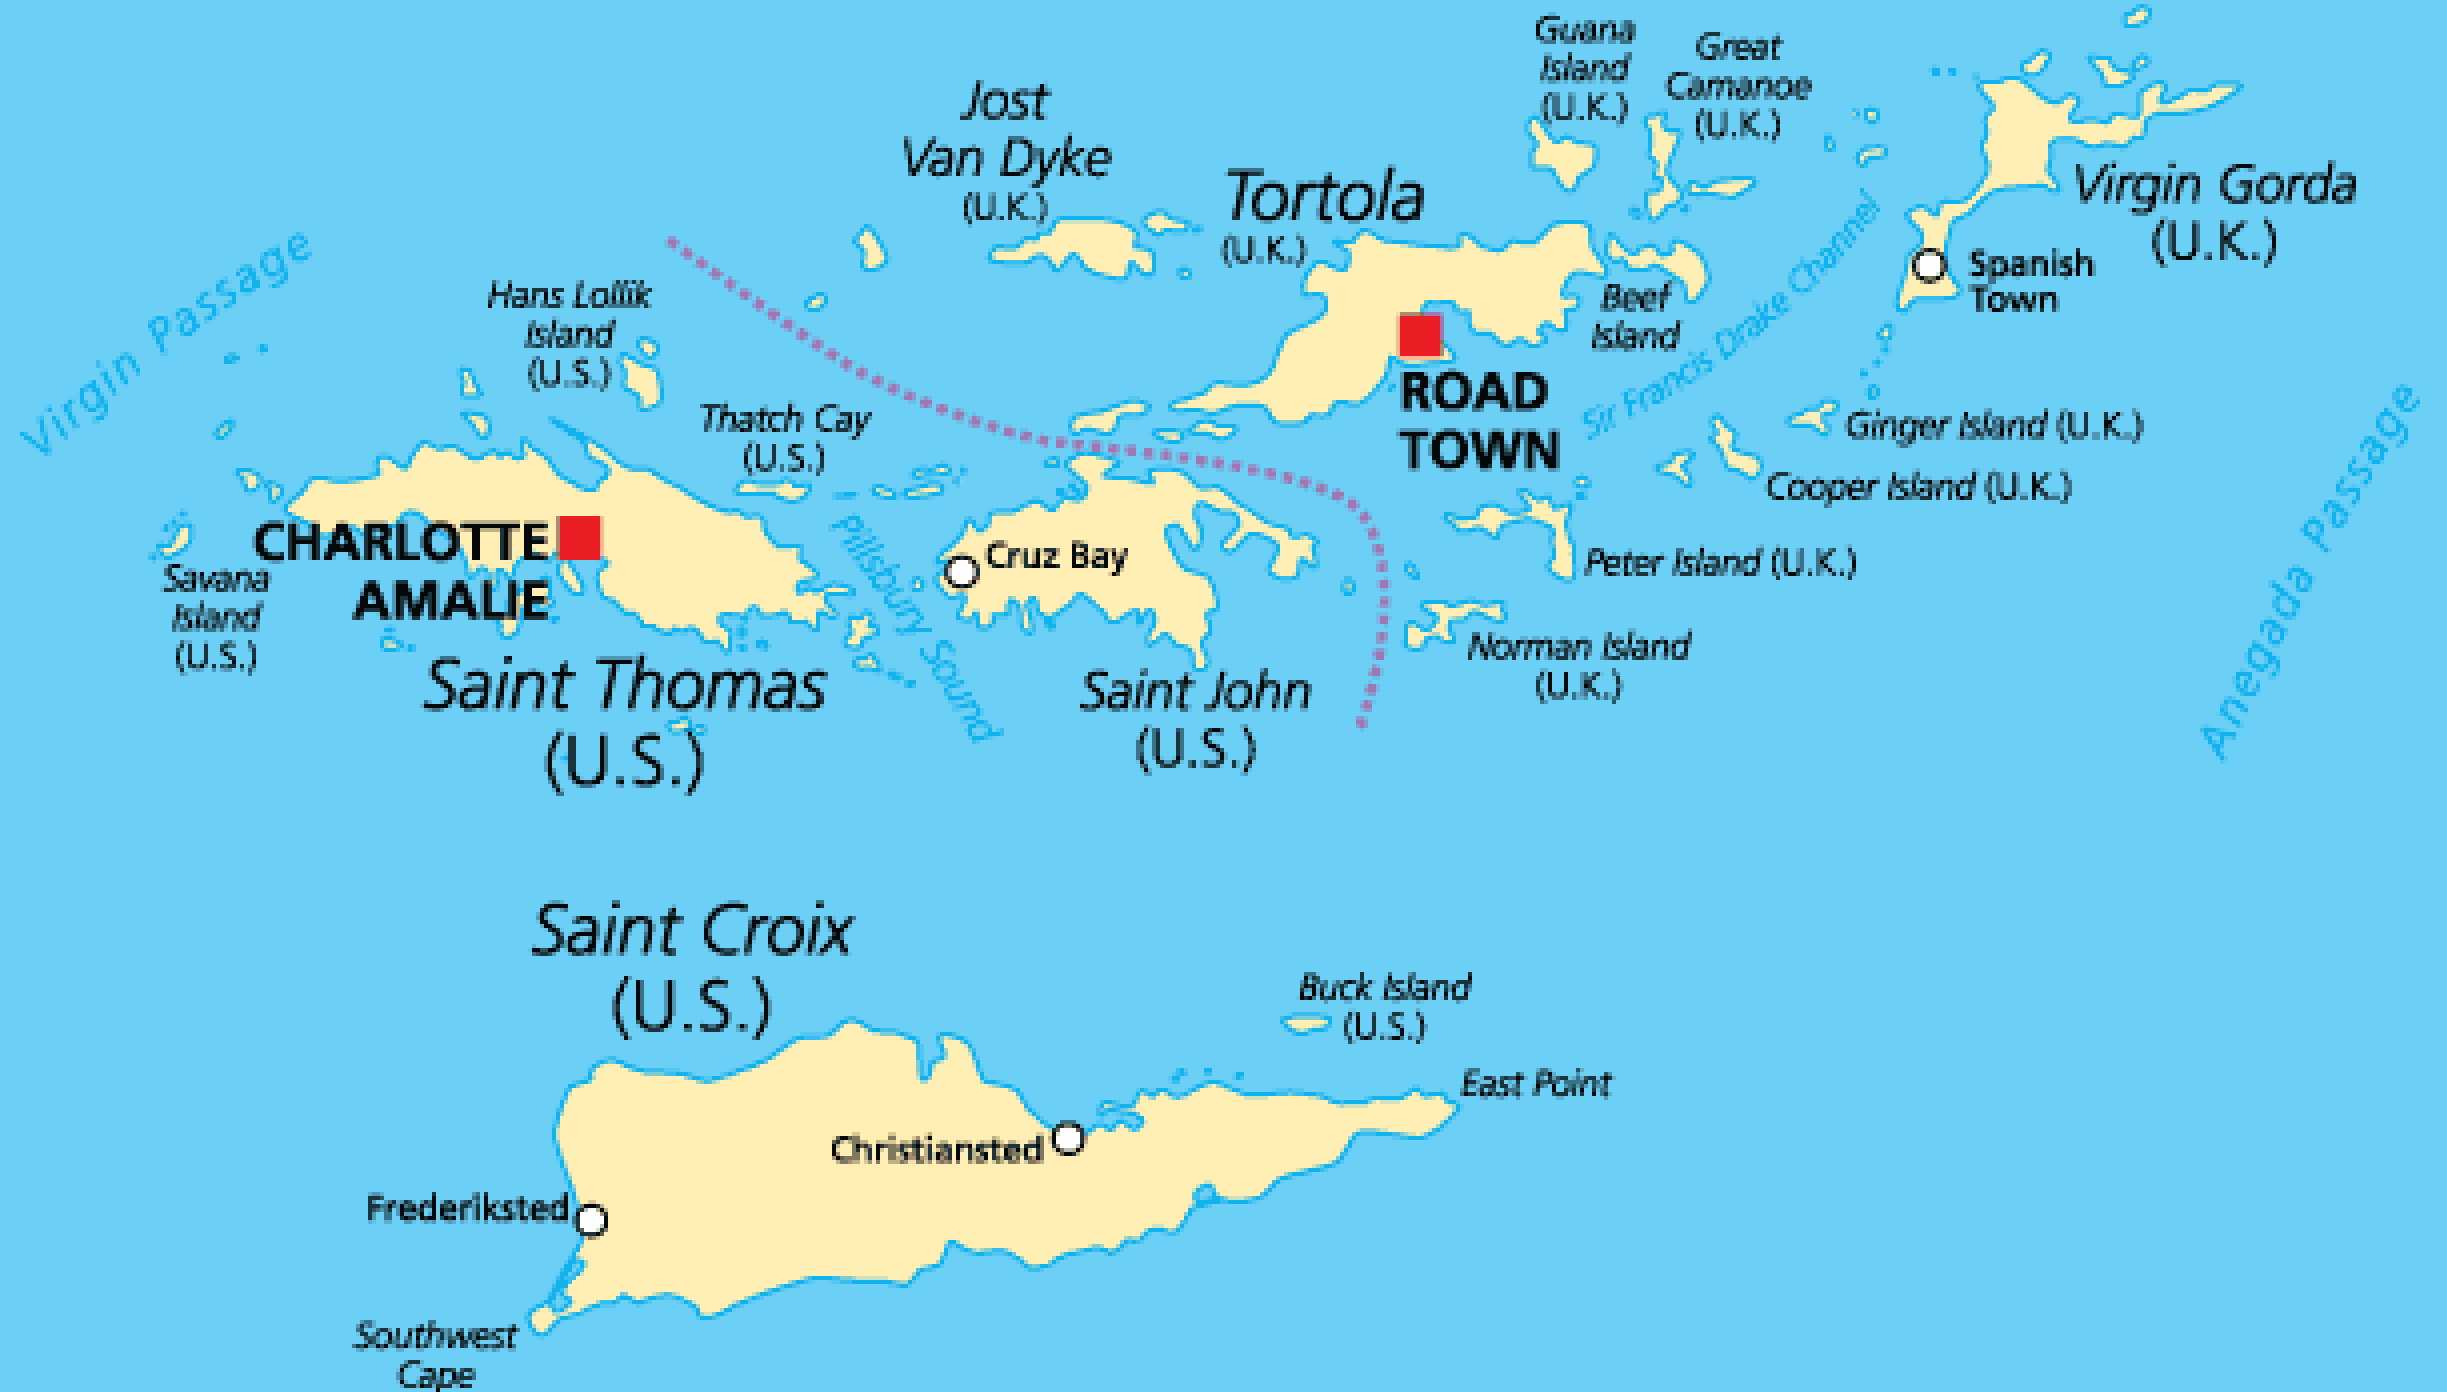 Guana
Island
(U.K.)
Great
Camanoe
(U.K.)
Jost
Van Dyke
(U.K.)
Tortola
(U.K.)
Virgin Gorda
(U.K.)
Spanish
Town
Virgin Passage
Hans Lollik
Island
(U.S.)
Beef
Island
Sir Francis Drake Channel
ROAD
TOWN
Thatch Cay
(U.S.)
Ginger Island (U.K.)
Cooper Island (U.K.)
Anegada Passage
CHARLOTTE
AMALIE
Savana
Island
(U.S.)
Pillsbury Sound
Cruz Bay
Peter Island (U.K.)
Norman Island
(U.K.)
Saint Thomas
(U.S.)
Saint John
(U.S.)
Saint Croix
(U.S.)
Buck Island
(U.S.)
East Point
Christiansted
Frederiksted
Southwest
Cape